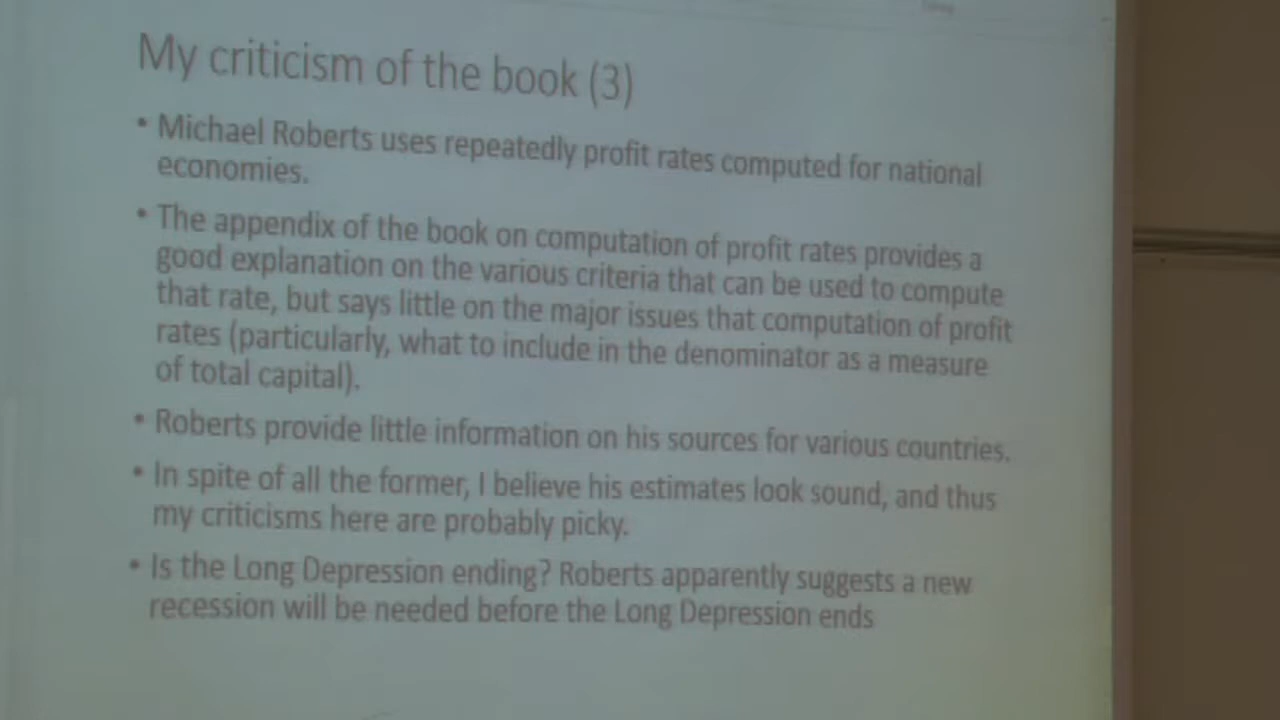 My criticism of the book (3)
• Michael Roberts uses repeatedly profit rates computed for national
economies.
• The appendix of the book on computation of profit rates provides a
good explanation on the various criteria that can be used to compute
that rate, but says little on the major issues that computation of profit
rates (particularly, what to include in the denominator as a measure
of total capital).
• Roberts provide little information on his sources for various countries.
• In spite of all the former, I believe his estimates look sound, and thus
my criticisms here are probably picky.
• Is the Long Depression ending? Roberts apparently suggests a new
recession will be needed before the Long Depression ends